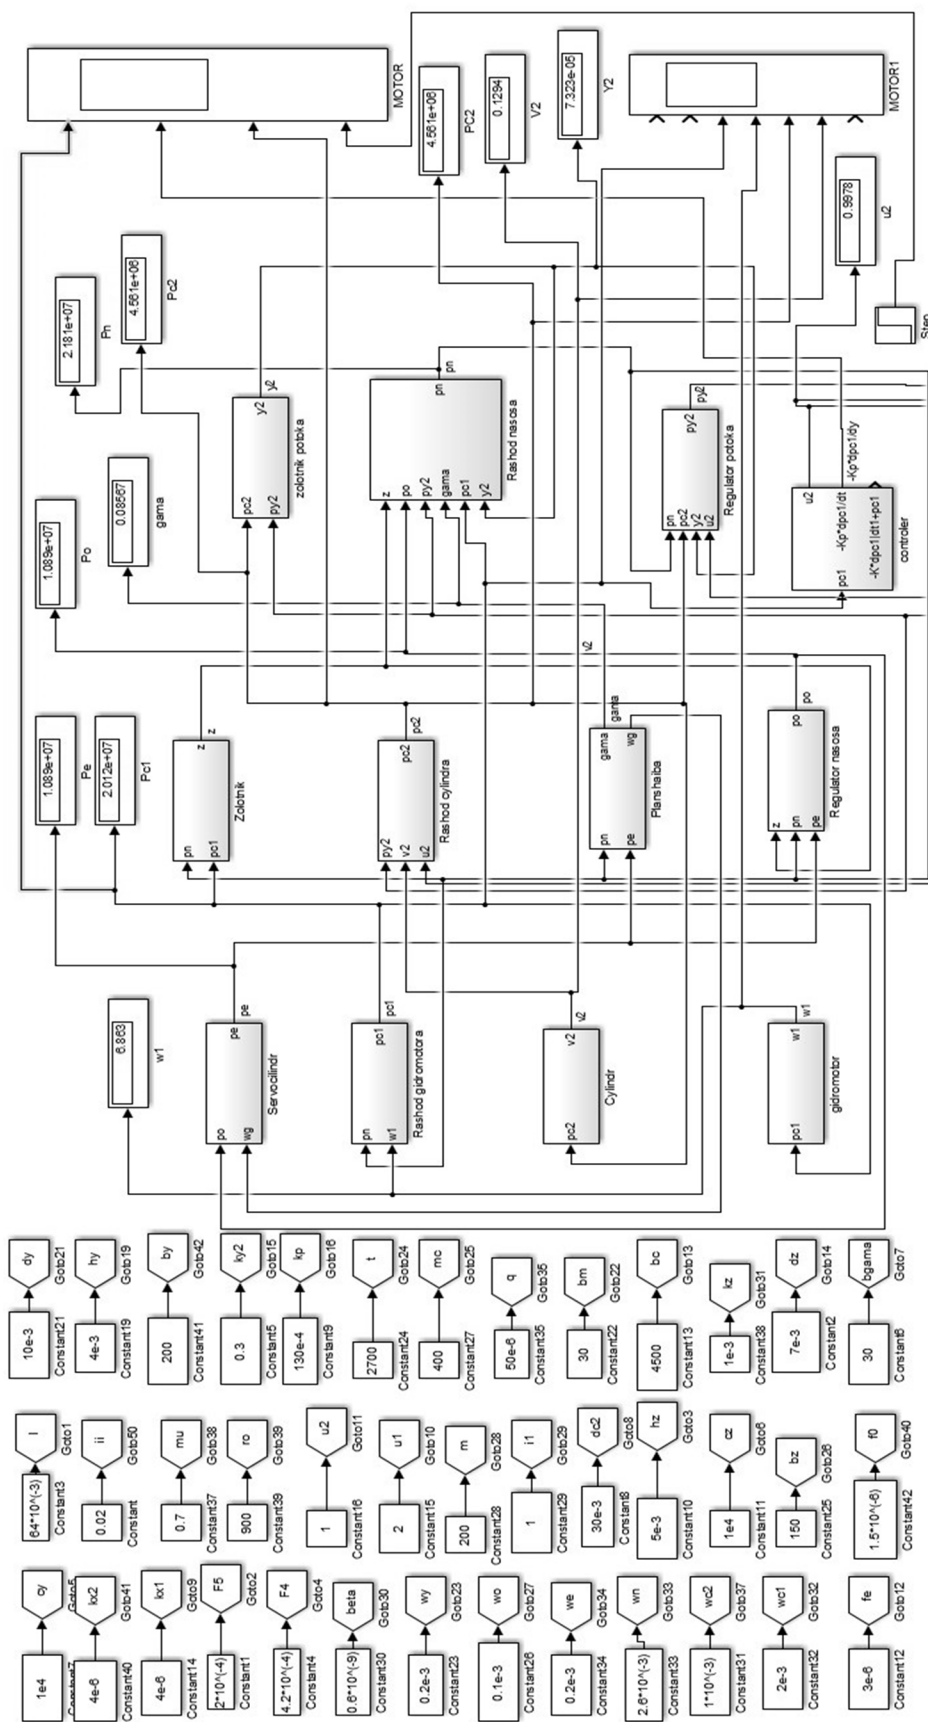 1e4
cy
Constant7
Goto5
4e-6
kx2
Constant40
Goto41
4e-6
kx1
Constant14
Goto9
2*10^(-4)
F5
Constant1
Goto2
4.2*10^(-4)
F4
Constant4
Goto4
0.6*10^(-9)
beta
Constant30
Goto30
0.2e-3
wy
Constant23
Goto23
0.1e-3
wo
Constant26
Goto27
0.2e-3
we
Constant34
Goto34
2.6*10^(-3)
wn
Constant33
Goto33
1*10^(-3)
wc2
Constant31
Goto37
2e-3
wc1
Constant32
Goto32
3e-6
fe
Constant12
Goto12
64*10^(-3)
l
Constant3
Goto1
0.02
ii
Constant
Goto50
0.7
mu
Constant37
Goto38
900
ro
Constant39
Goto39
1
u2
Constant16
Goto11
2
u1
Constant15
Goto10
200
m
Constant28
Goto28
1
i1
Constant29
Goto29
30e-3
dc2
Constant8
Goto8
5e-3
hz
Constant10
Goto3
1e4
cz
Constant11
Goto6
150
bz
Constant25
Goto26
1.5*10^(-6)
f0
Constant42
Goto40
10e-3
dy
Constant21
Goto21
4e-3
hy
Constant19
Goto19
200
by
Constant41
Goto42
0.3
ky2
Constant5
Goto15
130e-4
kp
Constant9
Goto16
2700
t
Constant24
Goto24
400
mc
Constant27
Goto25
50e-6
q
Constant35
Goto35
30
bm
Constant22
Goto22
4500
bc
Constant13
Goto13
1e-3
kz
Constant38
Goto31
7e-3
dz
Constant2
Goto14
30
bgama
Constant6
Goto7
6.863
w1
po
wg
pe
pe
Servocilindr
pn
w1
pc1
pc1
Rashod gidromotora
pc2
v2
v2
Cylindr
pc1
w1
w1
gidromotor
1.089e+07
Pe
2.012e+07
Pc1
pn
pc1
z
z
Zolotnik
py2
v2
u2
pc2
pc2
Rashod cylindra
pn
pe
gama
wg
gama
Planshaiba
z
pn
pe
po
po
Regulator nasosa
v2
1.089e+07
Po
0.08567
gama
2.181e+07
Pn
4.561e+06
Pc2
pc2
py2
y2
y2
zolotnik potoka
z
po
py2
gama
pc1
y2
pn
pn
Rashod nasosa
pn
pc2
y2
u2
py2
py2
Regulator potoka
pc1
u2
-Kp*dpc1/dt
-K*dpc1|dt1+pc1
-Kp*dpc1/dy
controler
MOTOR
4.561e+06
PC2
0.1294
V2
7.323e-05
Y2
MOTOR1
0.9978
u2
Step